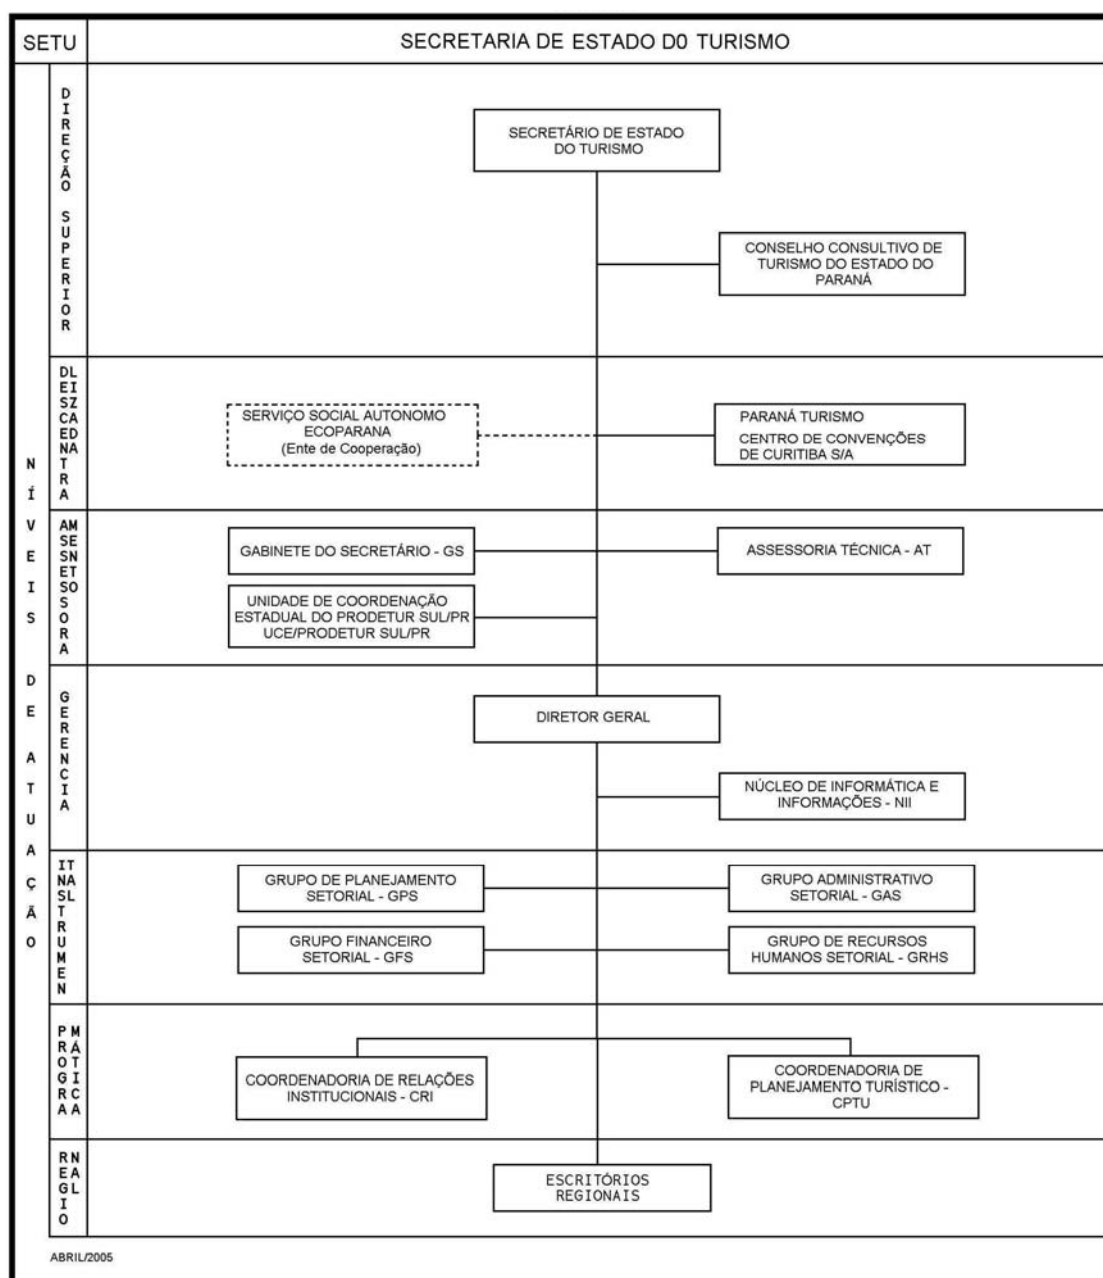 SETU
SECRETARIA DE ESTADO D0 TURISMO
NÍVEIS DE ATUAÇÃO
DIREÇÃO SUPERIOR
SECRETÁRIO DE ESTADO
DO TURISMO
CONSELHO CONSULTIVO DE
TURISMO DO ESTADO DO
PARANÁ
DESCENTRALIZADA
SERVIÇO SOCIAL AUTONOMO
ECOPARANA
(Ente de Cooperação)
PARANÁ TURISMO
CENTRO DE CONVENÇÕES
DE CURITIBA S/A
ASSESSORAMENTO
GABINETE DO SECRETÁRIO - GS
ASSESSORIA TÉCNICA - AT
UNIDADE DE COORDENAÇÃO
ESTADUAL DO PRODETUR SUL/PR
UCE/PRODETUR SUL/PR
GERENCIA
DIRETOR GERAL
NÚCLEO DE INFORMÁTICA E
INFORMAÇÕES - NII
INSTRUMENTAL
GRUPO DE PLANEJAMENTO
SETORIAL - GPS
GRUPO ADMINISTRATIVO
SETORIAL - GAS
GRUPO FINANCEIRO
SETORIAL - GFS
GRUPO DE RECURSOS
HUMANOS SETORIAL - GRHS
PROGRAMÁTICA
COORDENADORIA DE RELAÇÕES
INSTITUCIONAIS - CRI
COORDENADORIA DE
PLANEJAMENTO TURÍSTICO -
CPTU
REGIONAL
ESCRITÓRIOS
REGIONAIS
ABRIL/2005